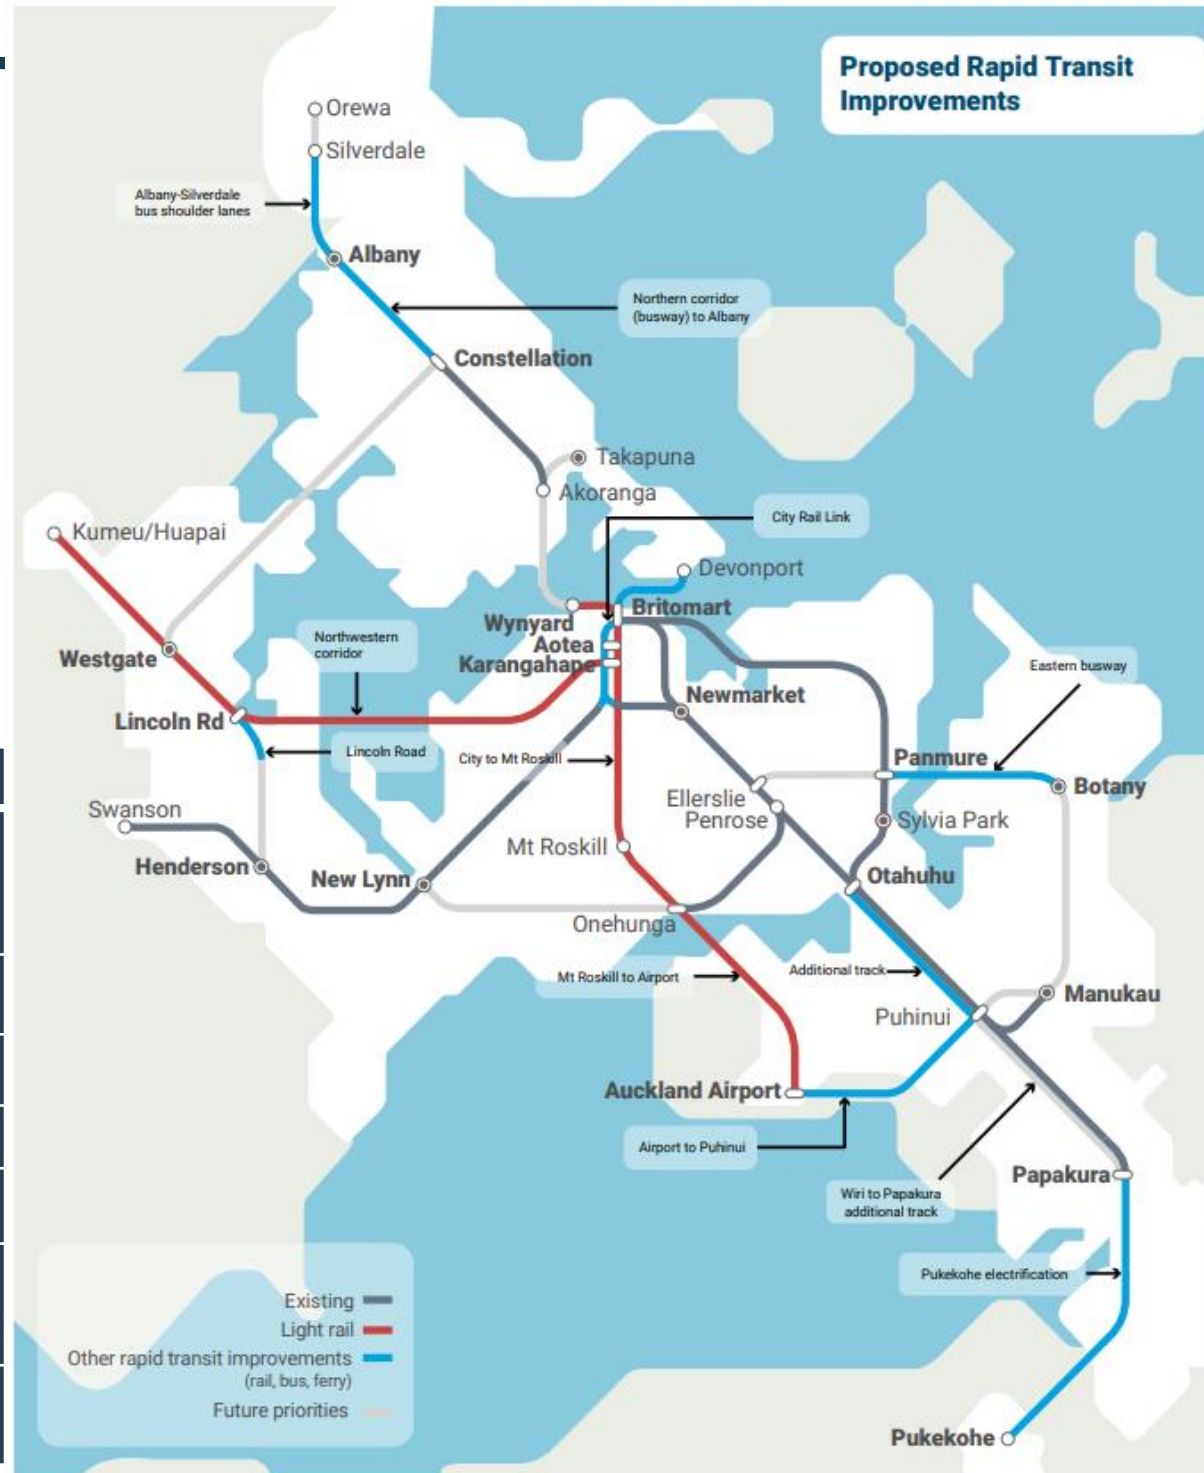 Proposed Rapid Transit
Improvements
Orewa
Silverdale
Albany-Silverdale
bus shoulder lanes
Albany
Northern corridor
(busway) to Albany
Constellation
Takapuna
Akoranga
City Rail Link
Kumeu/Huapai
Devonport
Britomart
Wynyard
Aotea
Karangahape
Northwestern
corridor
Westgate
Eastern busway
Newmarket
Lincoln Rd
Lincoln Road
City to Mt Roskill
Panmure
Botany
Ellerslie
Penrose
Sylvia Park
Swanson
Mt Roskill
Henderson
New Lynn
Otahuhu
Onehunga
Mt Roskill to Airport
Additional track
Manukau
Puhinui
Auckland Airport
Airport to Puhinui
Papakura
Wiri to Papakura
additional track
Pukekohe electrification
Existing
Light rail
Other rapid transit improvements
(rail, bus, ferry)
Future priorities
Pukekohe